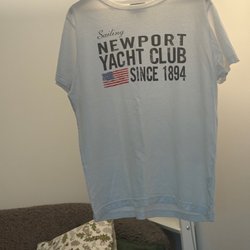 Sailing
NEWPORT
YACHT CLUB
SINCE 1894